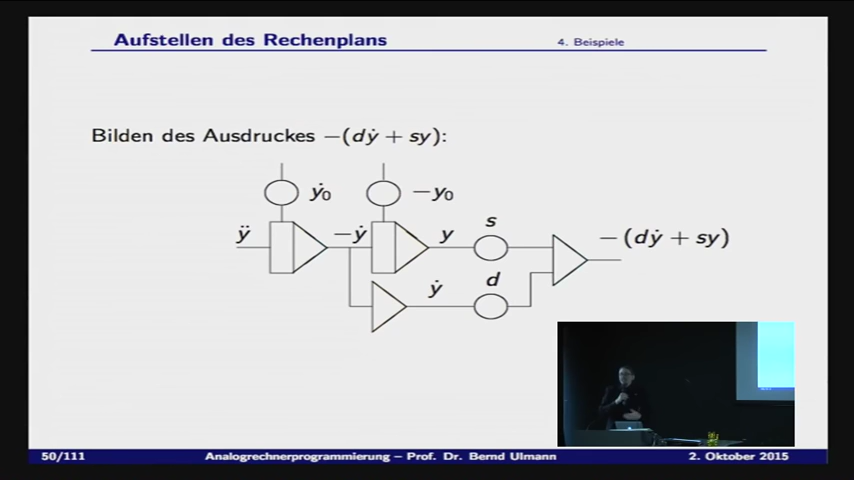 Aufstellen des Rechenplans
4. Beispiele
Bilden des Ausdruckes −(dẏ + sy):
ẏ₀
−y₀
ÿ
−ẏ
y
s
−(dẏ + sy)
ẏ
d
50/111
Analogrechnerprogrammierung – Prof. Dr. Bernd Ulmann
2. Oktober 2015